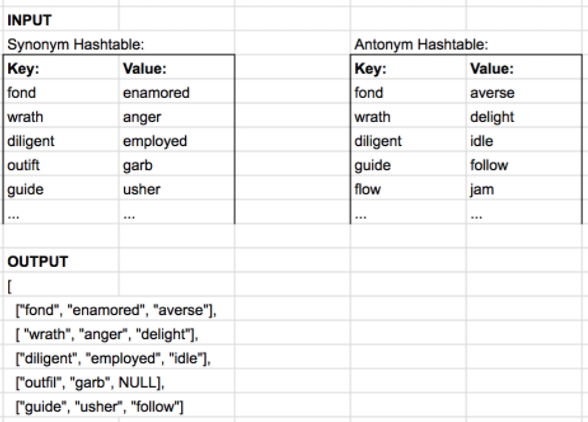 INPUT
Synonym Hashtable: Antonym Hashtable:
Key: Value: Key: Value:
fond enamored fond averse
wrath anger wrath delight
diligent employed diligent idle
outift garb guide follow
guide usher flow jam
... ... ... ...
OUTPUT
[
["fond", "enamored", "averse"],
[ "wrath", "anger", "delight"],
["diligent", "employed", "idle"],
["outfil", "garb", NULL],
["guide", "usher", "follow"]